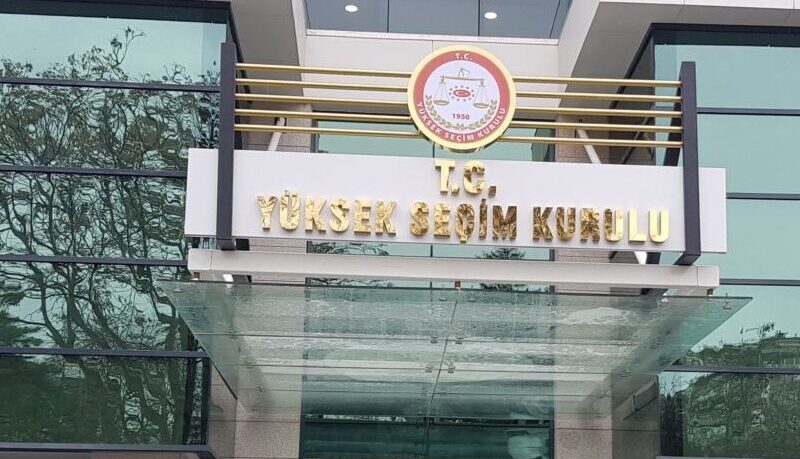 T.C.
1950
YÜKSEK SEÇİM KURULU
T.C.
YÜKSEK SEÇİM KURULU